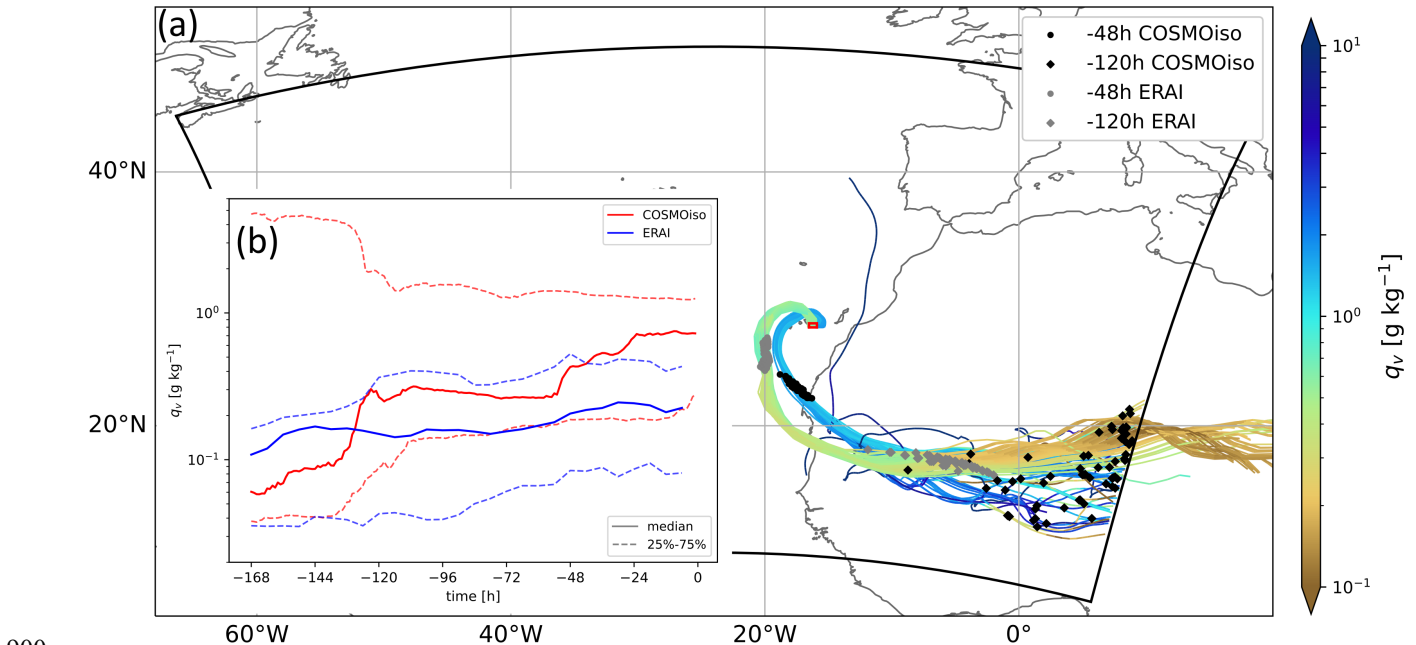 (a)
-48h COSMOiso
-120h COSMOiso
-48h ERAI
-120h ERAI
40°N
20°N
60°W
40°W
20°W
0°
10¹
10⁰
10⁻¹
qᵥ [g kg⁻¹]
(b)
COSMOiso
ERAI
10⁰
10⁻¹
qᵥ [g kg⁻¹]
median
25%-75%
−168
−144
−120
−96
−72
−48
−24
0
time [h]